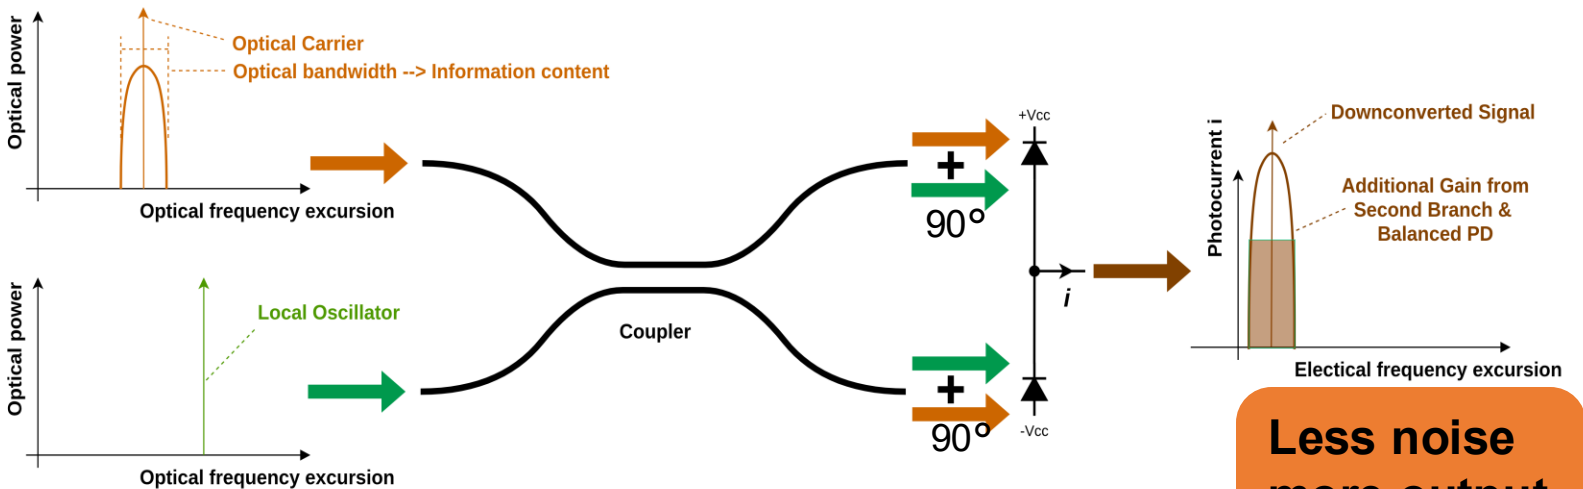 Optical power
Optical Carrier
Optical bandwidth --> Information content
Optical frequency excursion
Optical power
Local Oscillator
Optical frequency excursion
Coupler
+
90°
+
90°
+Vcc
i
-Vcc
Photocurrent i
Downconverted Signal
Additional Gain from
Second Branch &
Balanced PD
Electical frequency excursion
Less noise
more output